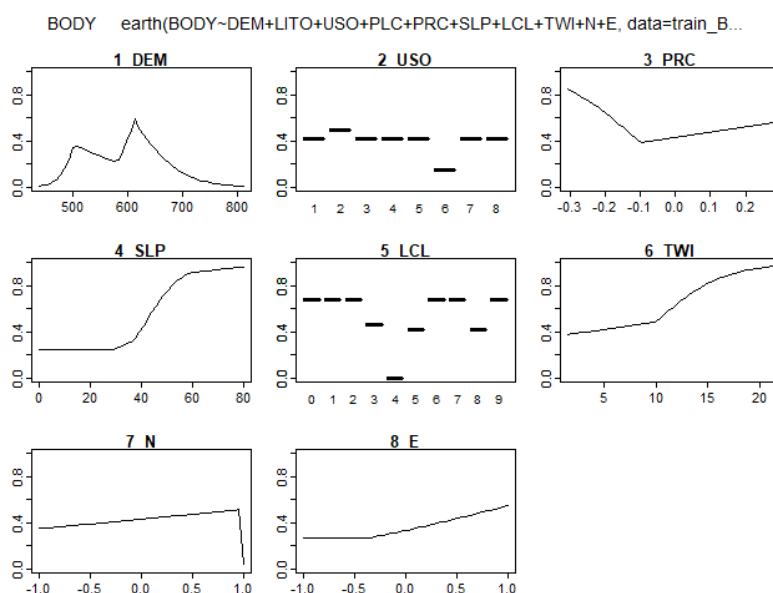 BODY earth(BODY~DEM+LITO+USO+PLC+PRC+SLP+LCL+TWI+N+E, data=train_B...
1 DEM
2 USO
3 PRC
0.0 0.4 0.8
500 600 700 800
0.0 0.4 0.8
1 2 3 4 5 6 7 8
0.0 0.4 0.8
-0.3 -0.2 -0.1 0.0 0.1 0.2
4 SLP
5 LCL
6 TWI
0.0 0.4 0.8
0 20 40 60 80
0.0 0.4 0.8
0 1 2 3 4 5 6 7 8 9
0.0 0.4 0.8
5 10 15 20
7 N
8 E
0.0 0.4 0.8
-1.0 -0.5 0.0 0.5 1.0
0.0 0.4 0.8
-1.0 -0.5 0.0 0.5 1.0